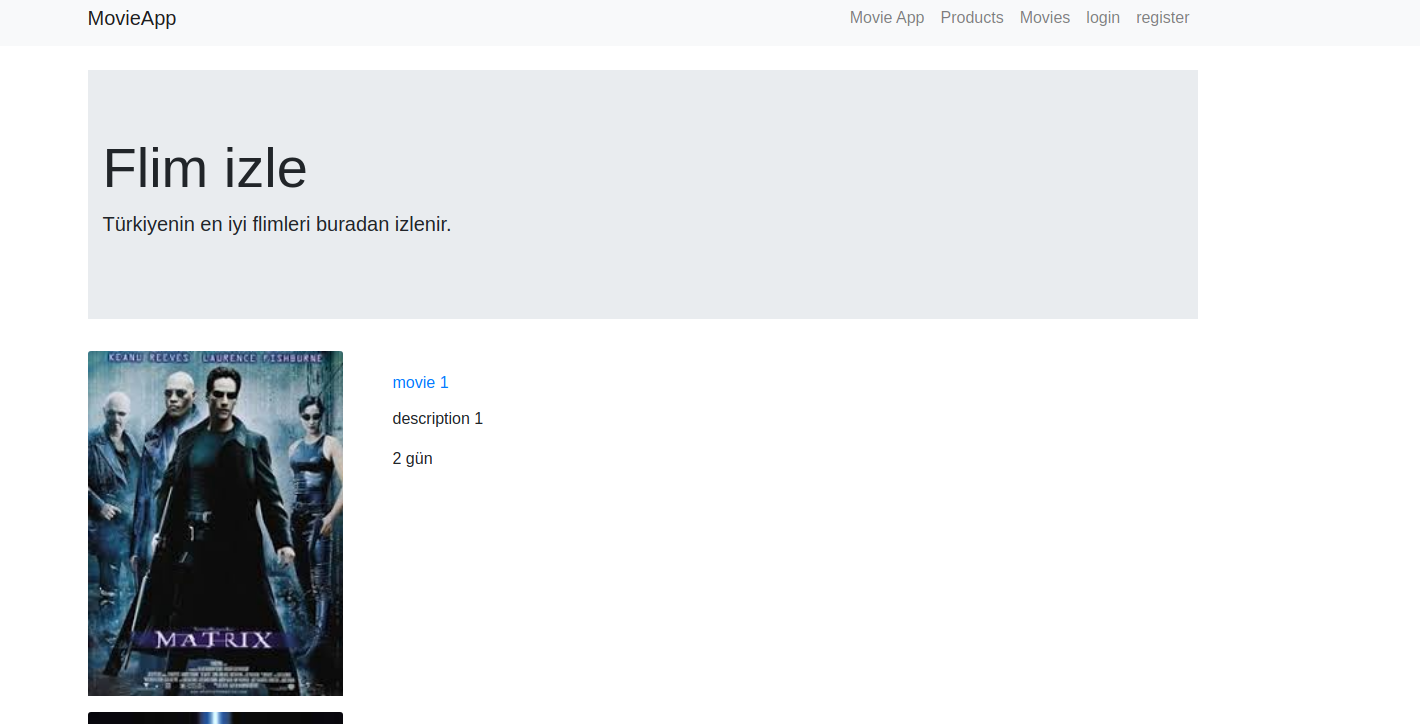 MovieApp
Movie App Products Movies login register
Flim izle
Türkiyenin en iyi flimleri buradan izlenir.
KEANU REEVES LAURENCE FISHBURNE
movie 1
description 1
2 gün
MATRIX